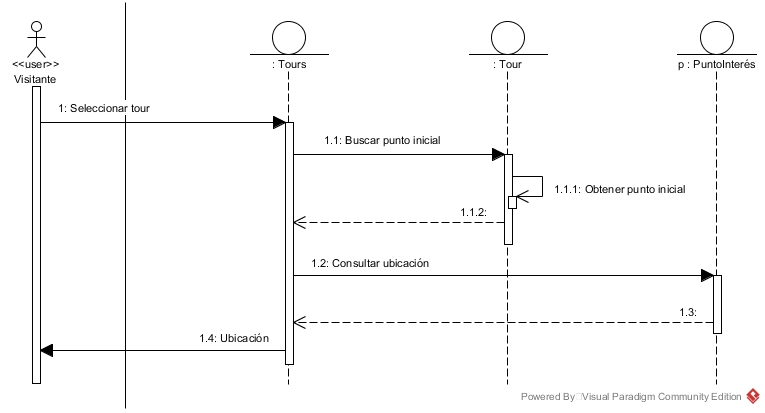 <<user>>
Visitante
: Tours
: Tour
p : PuntoInterés
1: Seleccionar tour
1.1: Buscar punto inicial
1.1.1: Obtener punto inicial
1.1.2:
1.2: Consultar ubicación
1.3:
1.4: Ubicación
Powered By Visual Paradigm Community Edition